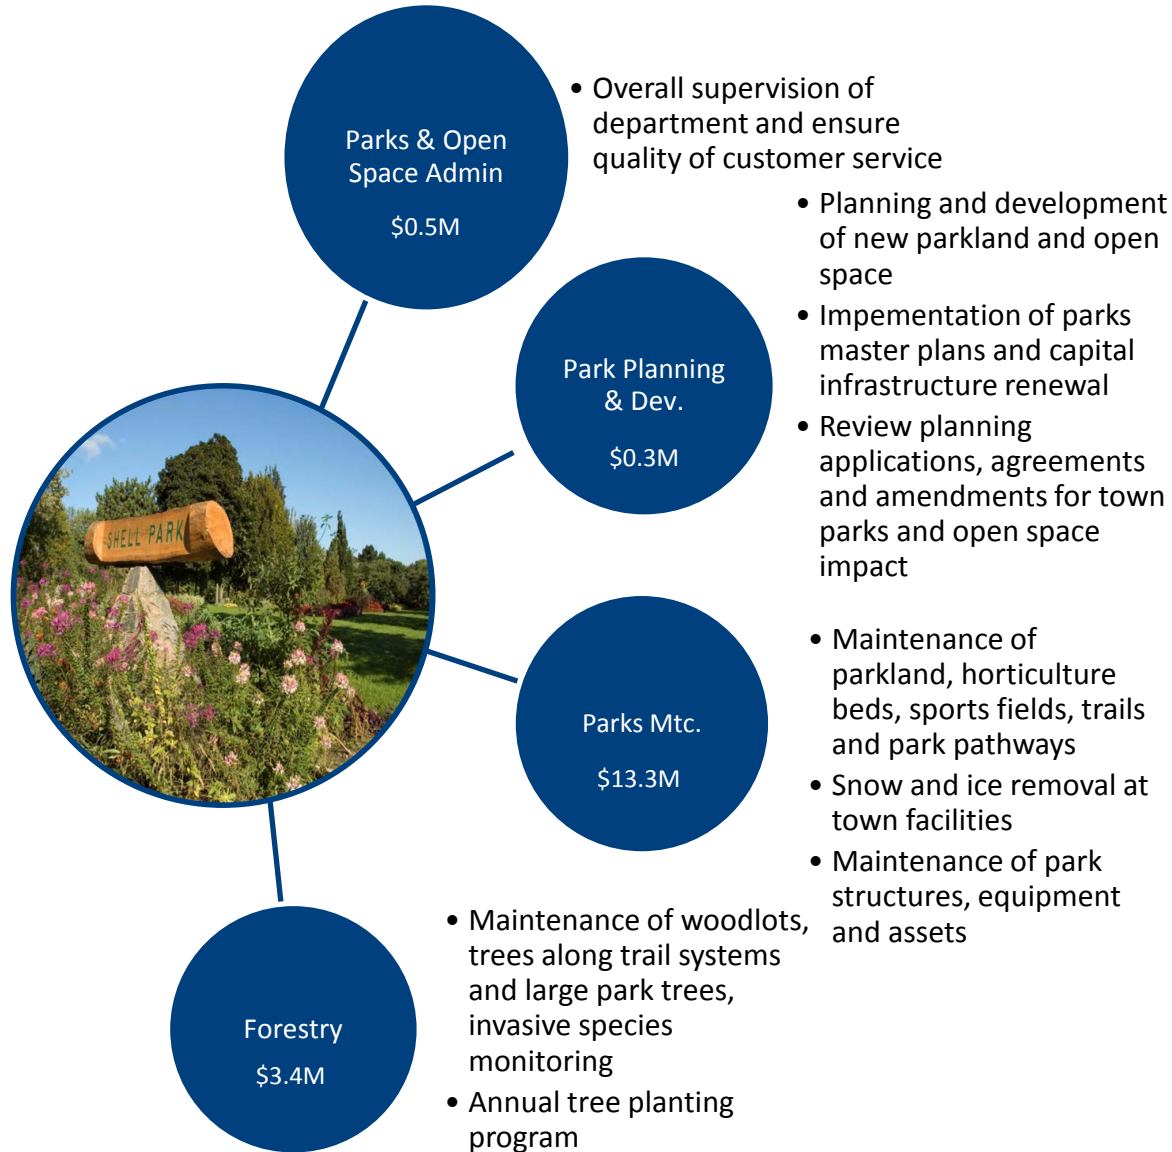 Parks & Open
Space Admin
$0.5M
• Overall supervision of
department and ensure
quality of customer service
Park Planning
& Dev.
$0.3M
• Planning and development
of new parkland and open
space
• Impementation of parks
master plans and capital
infrastructure renewal
• Review planning
applications, agreements
and amendments for town
parks and open space
impact
SHELL PARK
Parks Mtc.
$13.3M
• Maintenance of
parkland, horticulture
beds, sports fields, trails
and park pathways
• Snow and ice removal at
town facilities
• Maintenance of park
structures, equipment
and assets
Forestry
$3.4M
• Maintenance of woodlots,
trees along trail systems
and large park trees,
invasive species
monitoring
• Annual tree planting
program